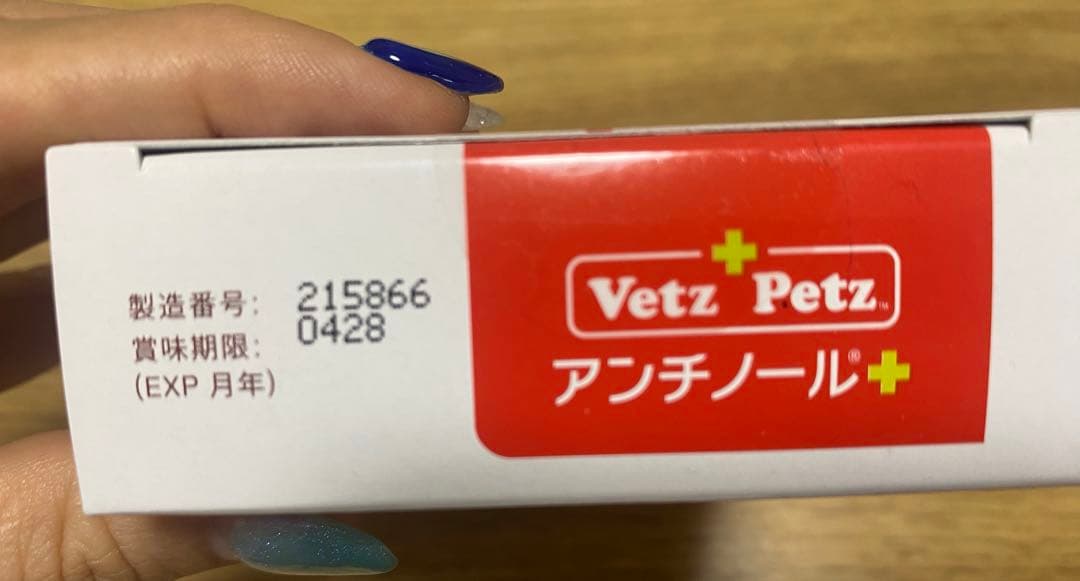 製造番号: 215866
賞味期限: 0428
(EXP 月年)
Vetz Petz™
アンチノール®